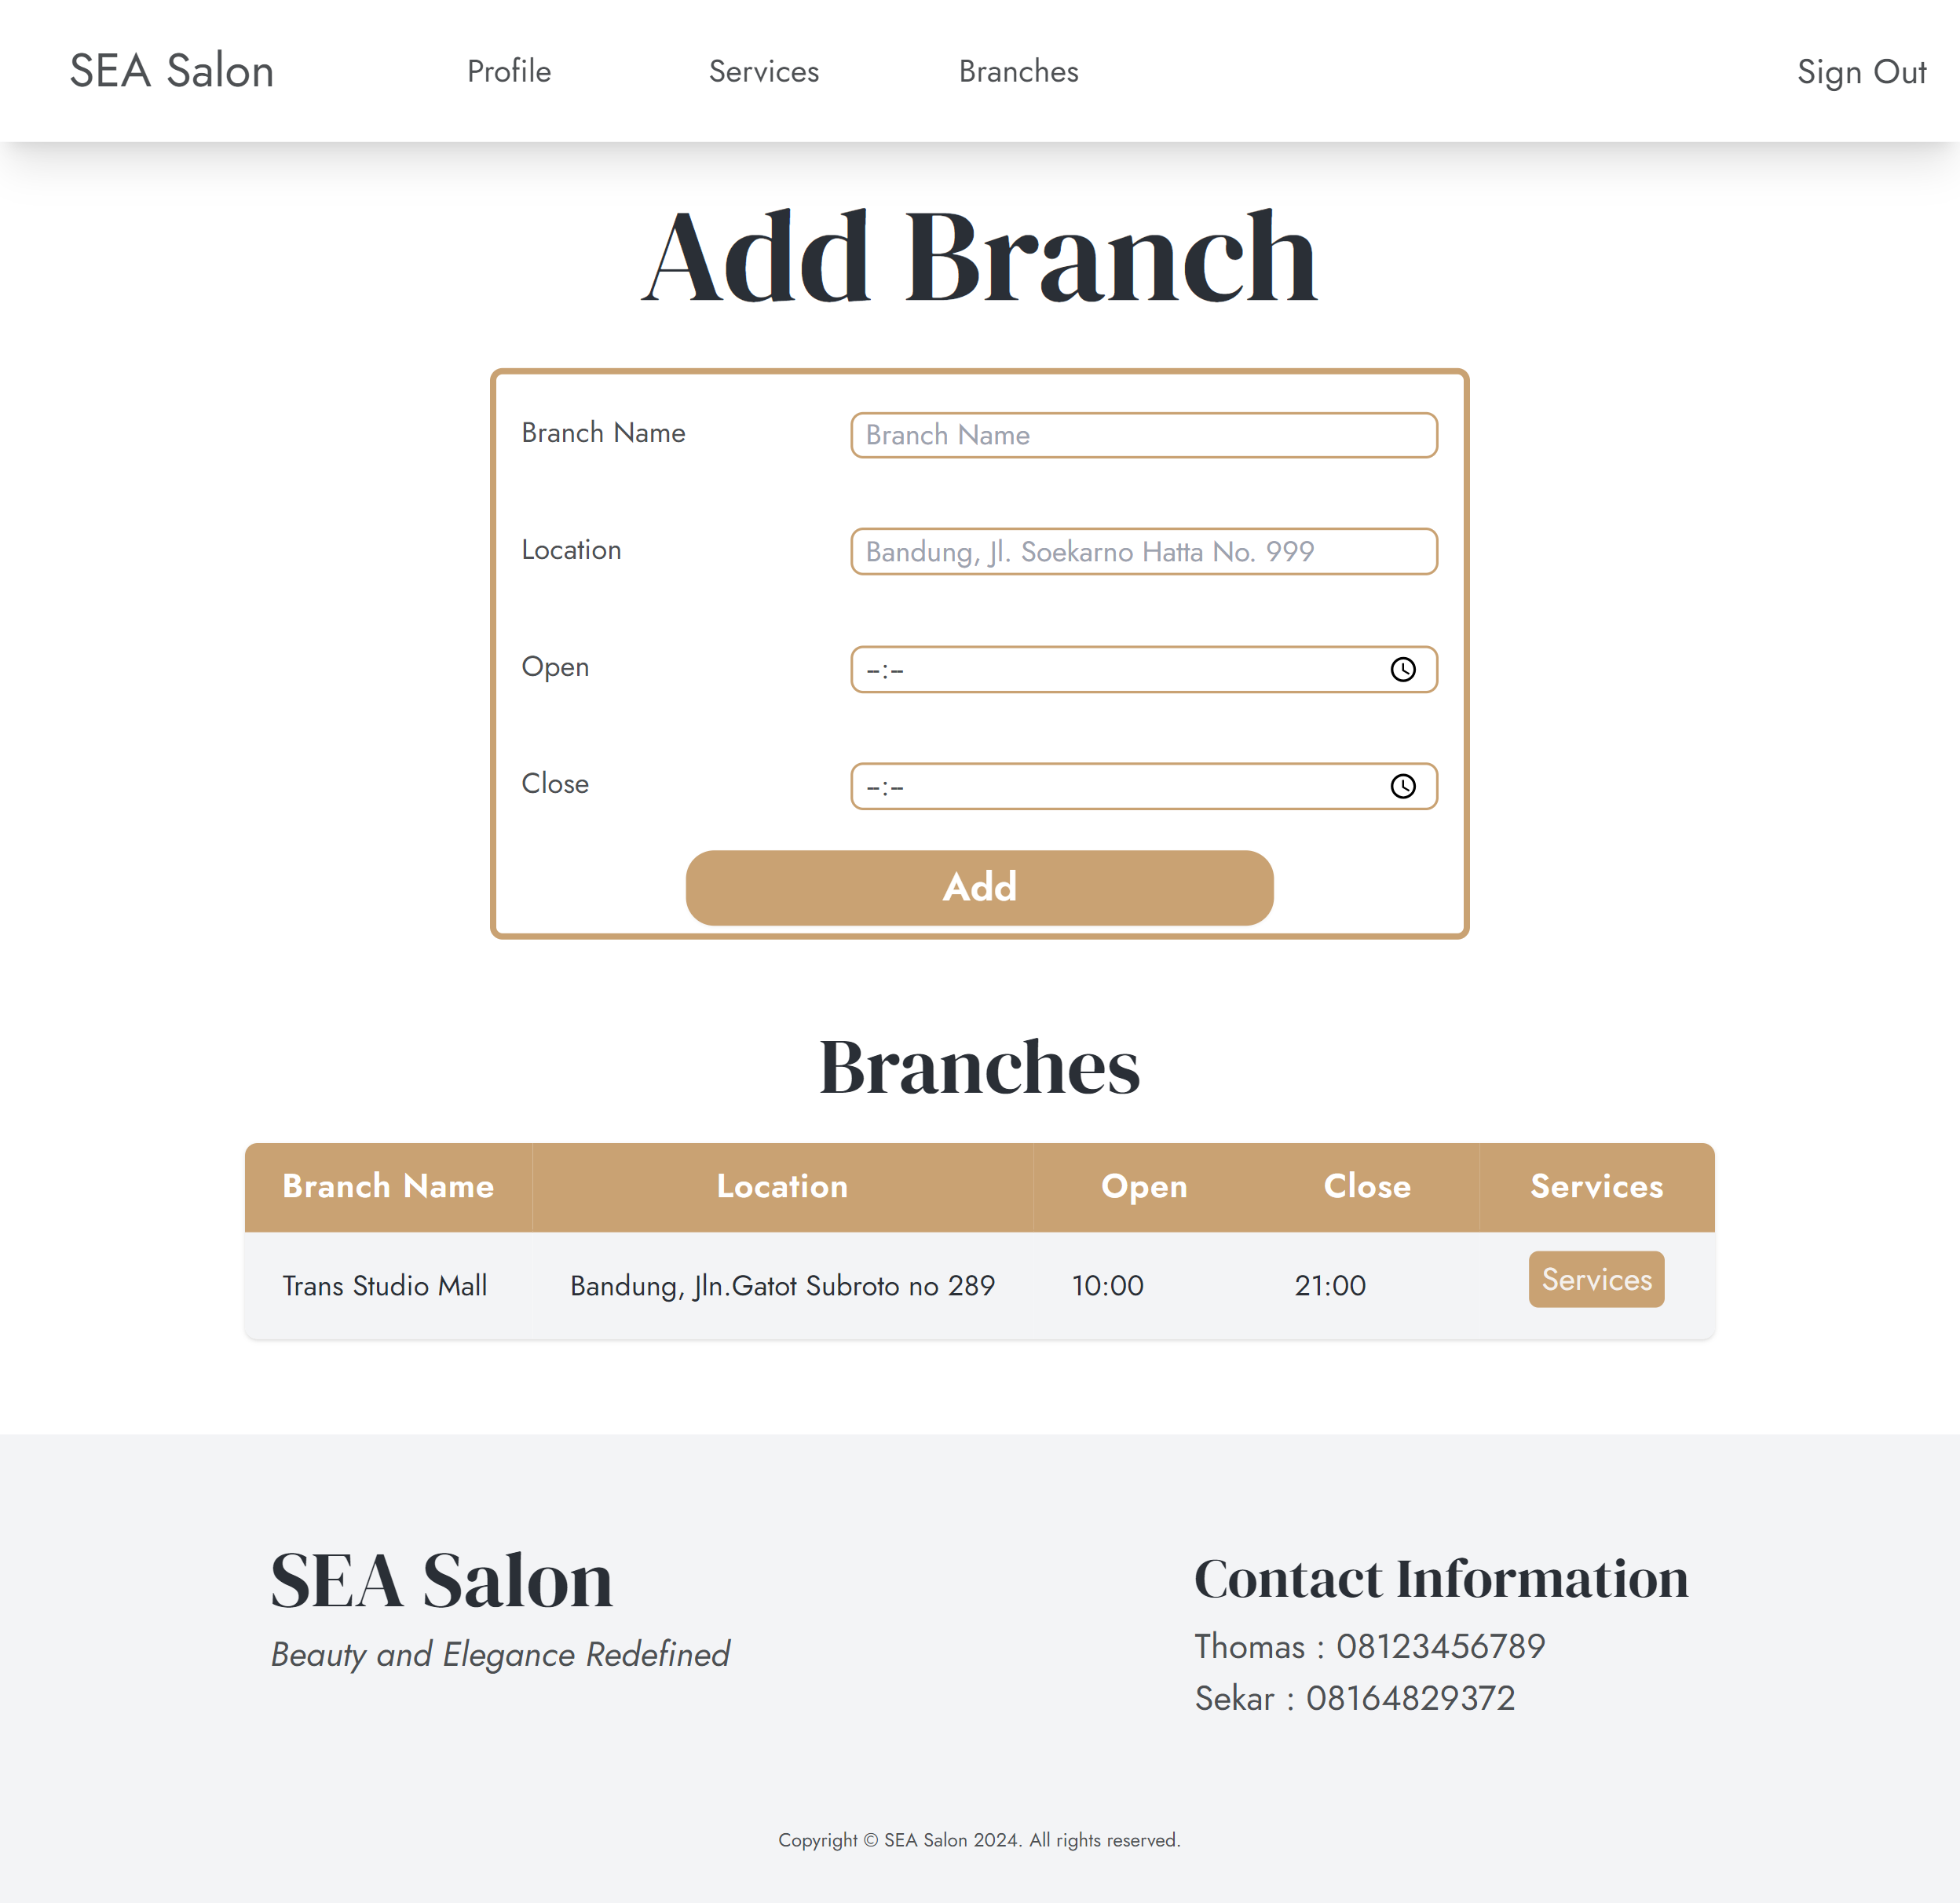 SEA Salon Profile Services Branches Sign Out
Add Branch
Branch Name Branch Name
Location Bandung, Jl. Soekarno Hatta No. 999
Open --:--
Close --:--
Add
Branches
Branch Name Location Open Close Services
Trans Studio Mall Bandung, Jln.Gatot Subroto no 289 10:00 21:00 Services
SEA Salon
Beauty and Elegance Redefined
Contact Information
Thomas : 08123456789
Sekar : 08164829372
Copyright © SEA Salon 2024. All rights reserved.